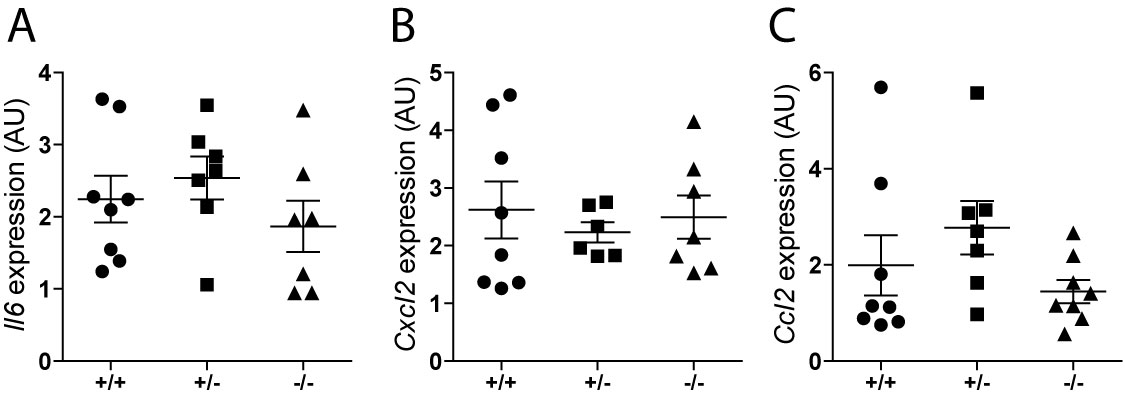 A
Il6 expression (AU)
4
3
2
1
0
+/+ +/- -/-
B
Cxcl2 expression (AU)
5
4
3
2
1
0
+/+ +/- -/-
C
Ccl2 expression (AU)
6
4
2
0
+/+ +/- -/-